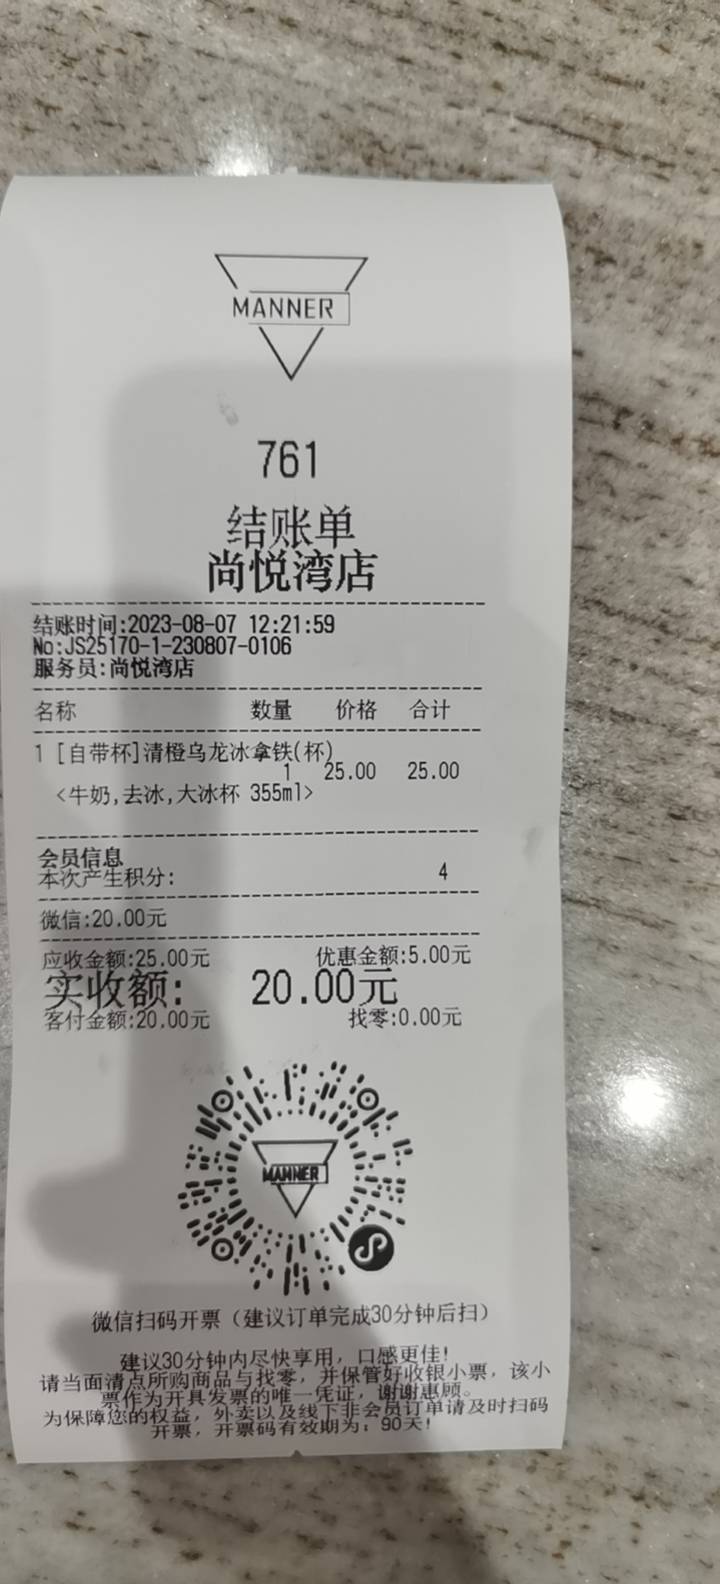 MANNER
761
结账单
尚悦湾店
结账时间:2023-08-07 12:21:59
No:JS25170-1-230807-0106
服务员:尚悦湾店
名称 数量 价格 合计
1 [自带杯]清橙乌龙冰拿铁(杯)
1 25.00 25.00
<牛奶,去冰,大冰杯 355ml>
会员信息
本次产生积分: 4
微信:20.00元
应收金额:25.00元 优惠金额:5.00元
实收额: 20.00元
客付金额:20.00元 找零:0.00元
MANNER
微信扫码开票（建议订单完成30分钟后扫）
建议30分钟内尽快享用，口感更佳!
请当面清点所购商品与找零，并保管好收银小票，该小
票作为开具发票的唯一凭证，谢谢惠顾。
为保障您的权益，外卖以及线下非会员订单请及时扫码
开票，开票码有效期为：90天!